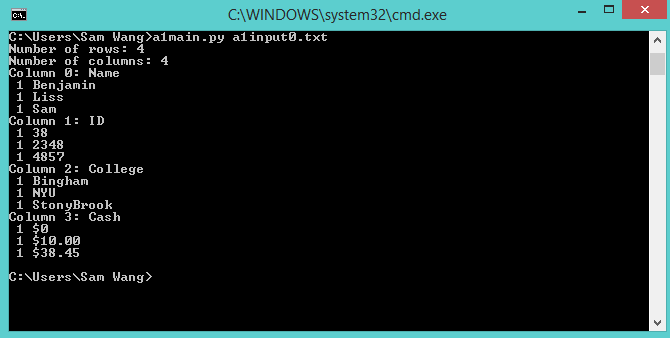 C:\WINDOWS\system32\cmd.exe
C:\Users\Sam Wang>a1main.py a1input0.txt
Number of rows: 4
Number of columns: 4
Column 0: Name
 1 Benjamin
 1 Liss
 1 Sam
Column 1: ID
 1 38
 1 2348
 1 4857
Column 2: College
 1 Bingham
 1 NYU
 1 StonyBrook
Column 3: Cash
 1 $0
 1 $10.00
 1 $38.45
C:\Users\Sam Wang>